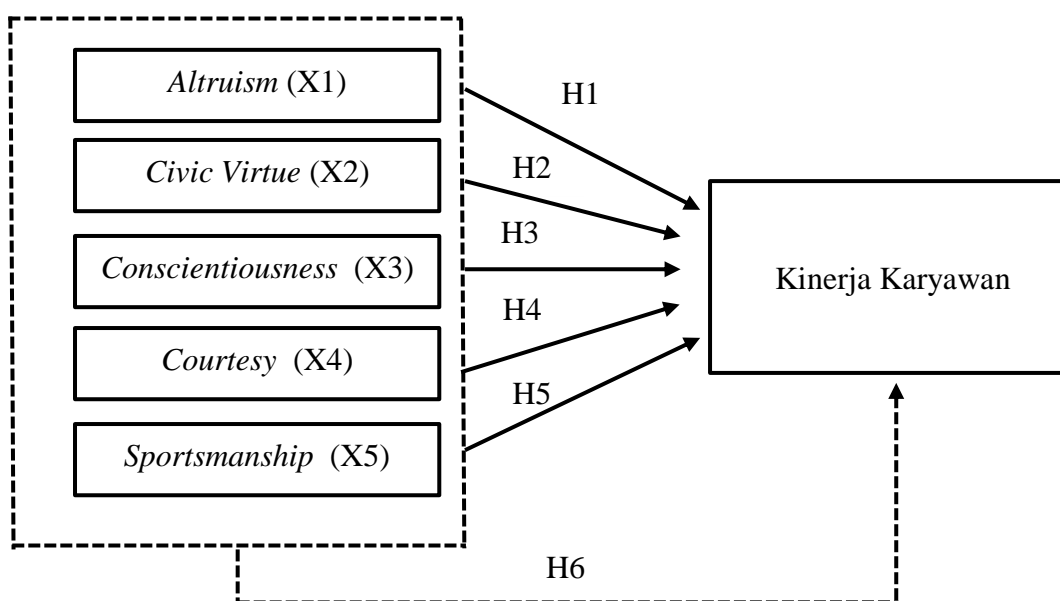 Altruism (X1)
Civic Virtue (X2)
Conscientiousness (X3)
Courtesy (X4)
Sportsmanship (X5)
H1
H2
H3
H4
H5
Kinerja Karyawan
H6